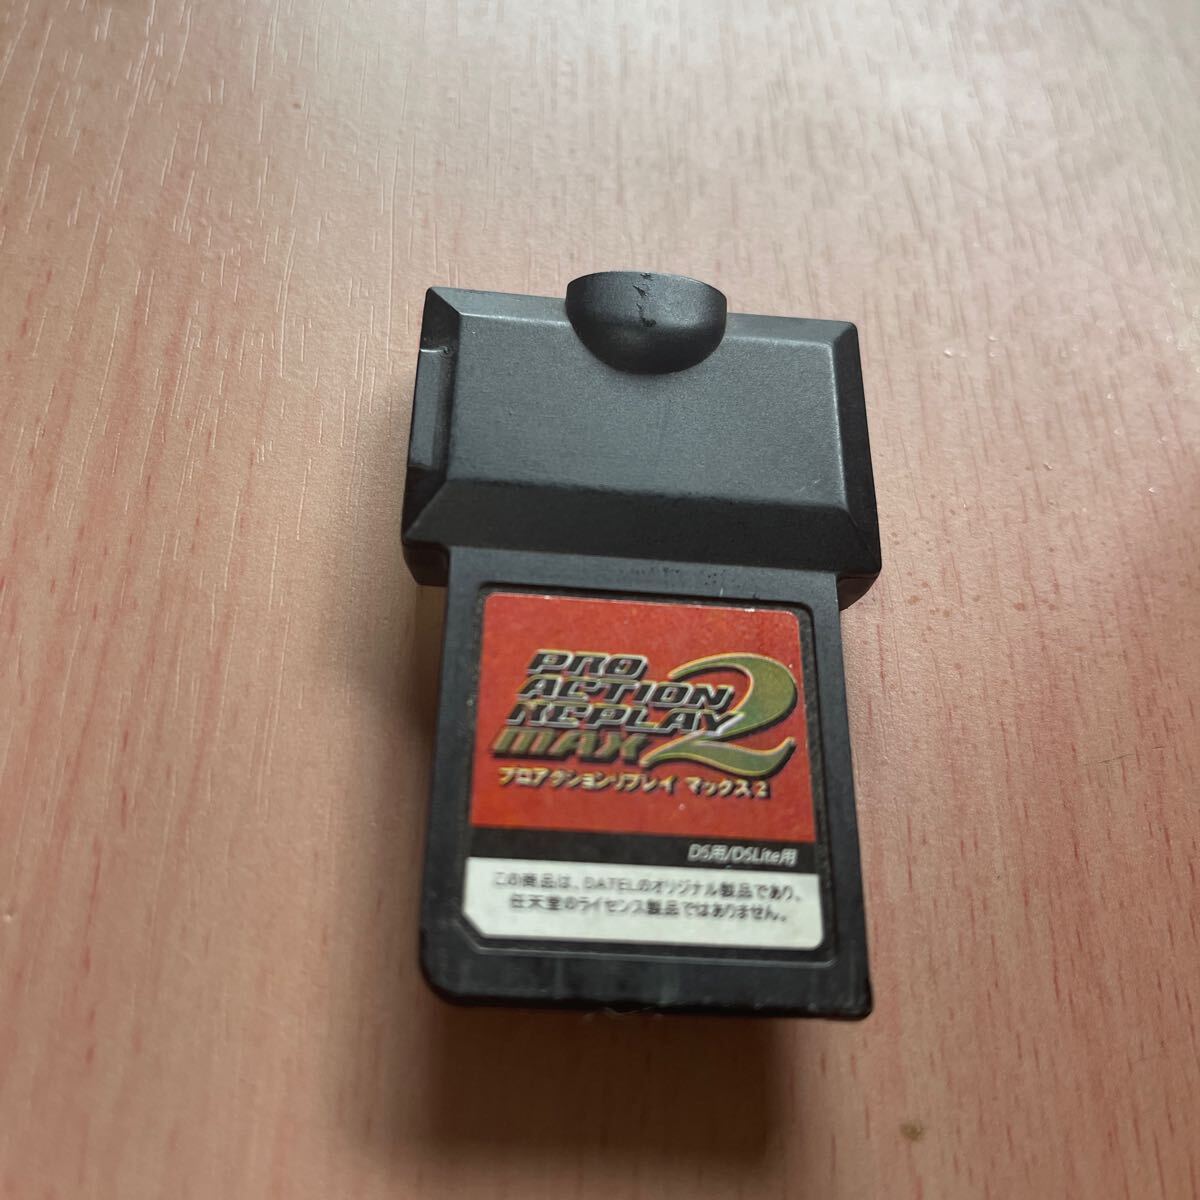 PRO
ACTION
REPLAY
MAX 2
プロアクションリプレイ マックス2
DS用/DSLite用
この商品は、DATELのオリジナル製品であり、
任天堂のライセンス製品ではありません。